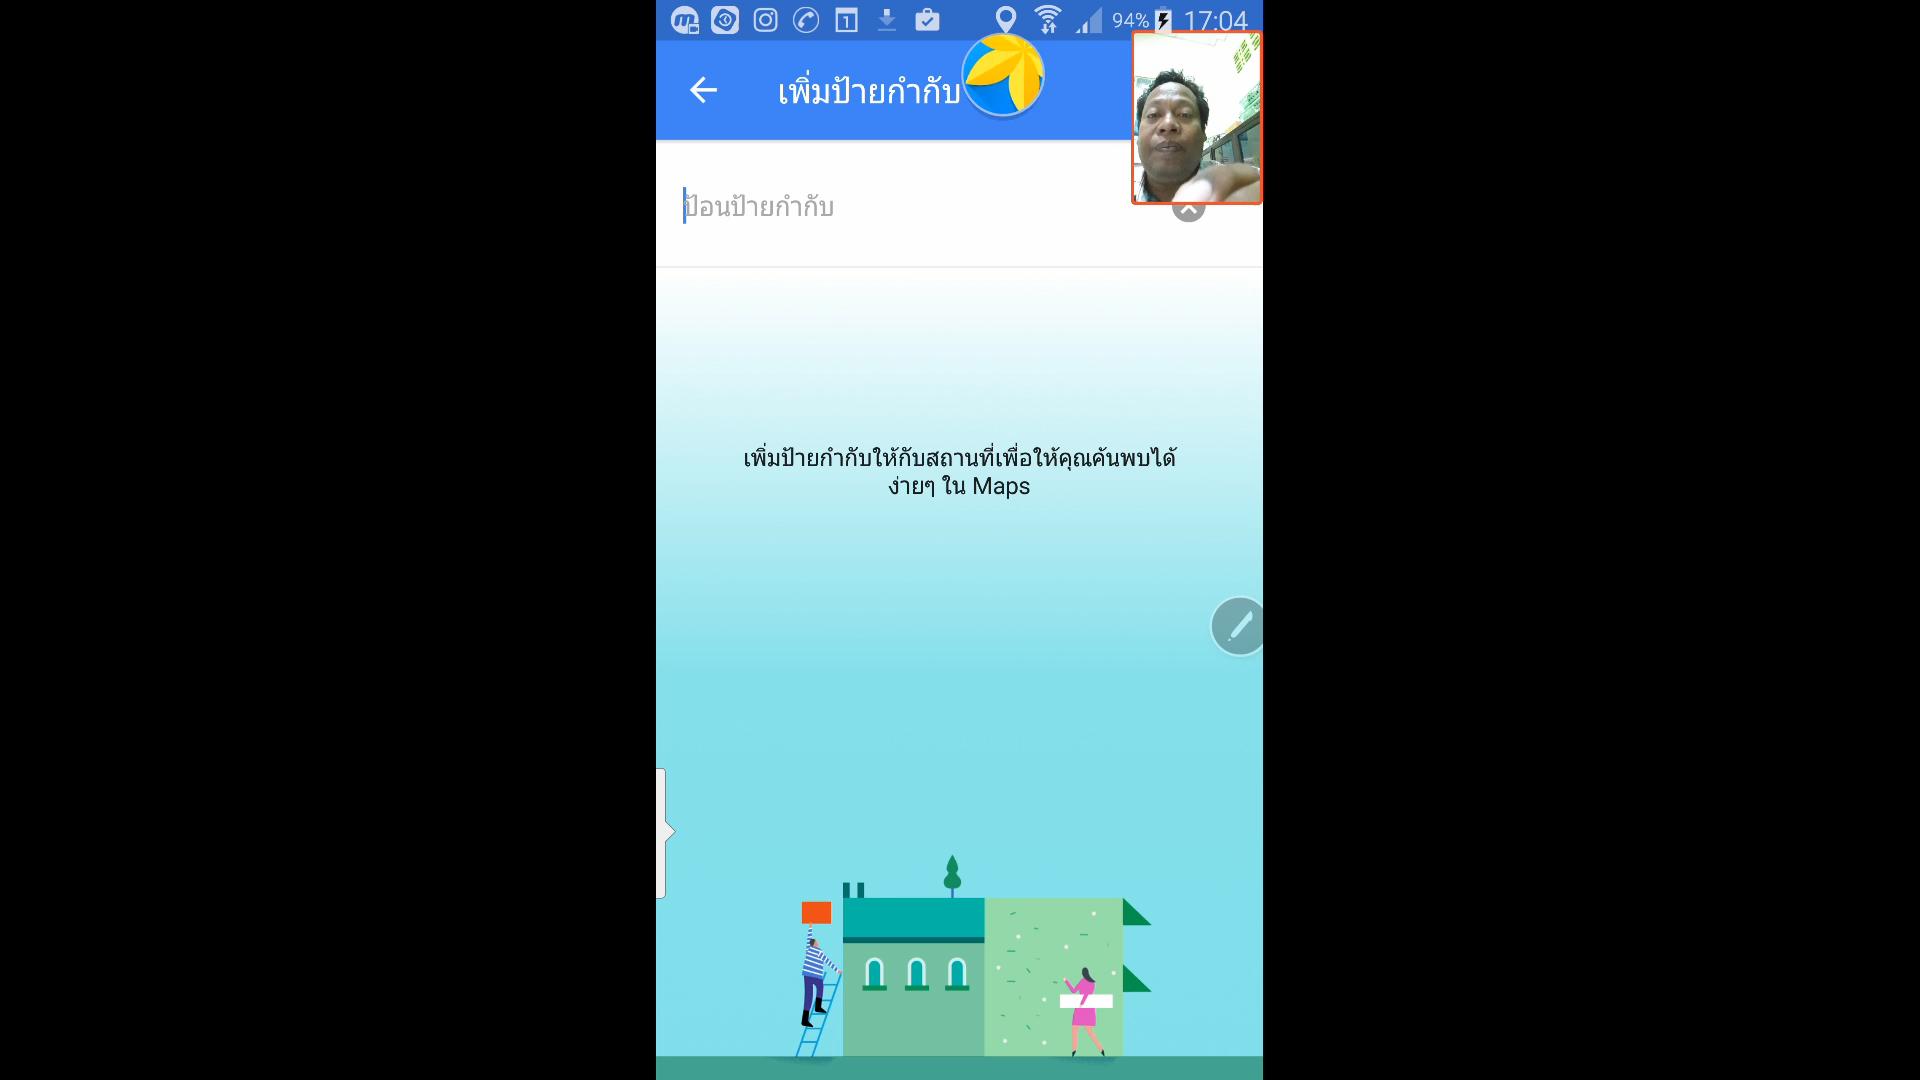 94% 17:04
เพิ่มป้ายกำกับ
ป้อนป้ายกำกับ
เพิ่มป้ายกำกับให้กับสถานที่เพื่อให้คุณค้นพบได้
ง่ายๆ ใน Maps